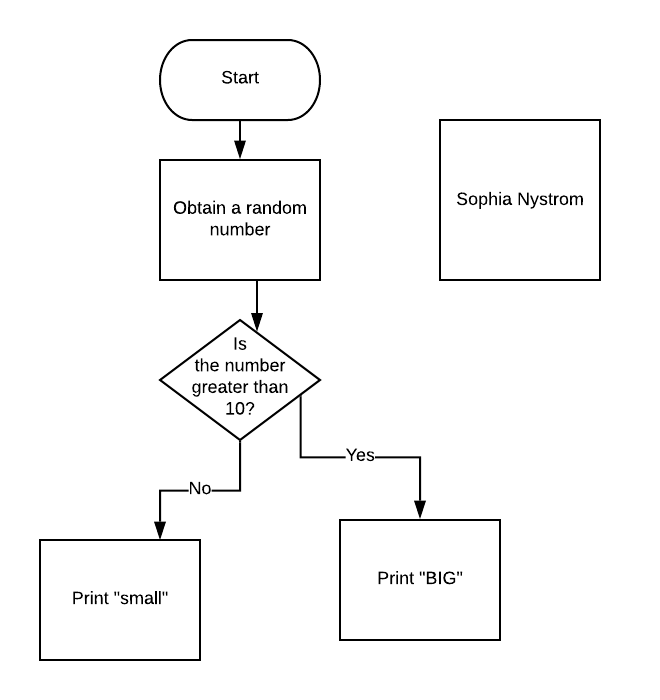 Start
Obtain a random
number
Sophia Nystrom
Is
the number
greater than
10?
Yes
No
Print "BIG"
Print "small"